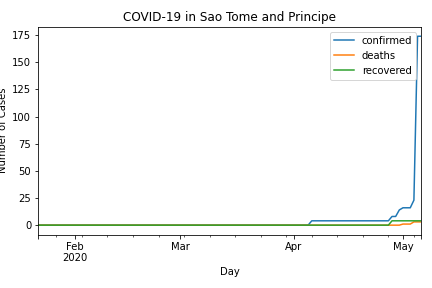 COVID-19 in Sao Tome and Principe
175
150
125
100
75
50
25
0
Number of Cases
confirmed
deaths
recovered
Feb
2020
Mar
Apr
May
Day